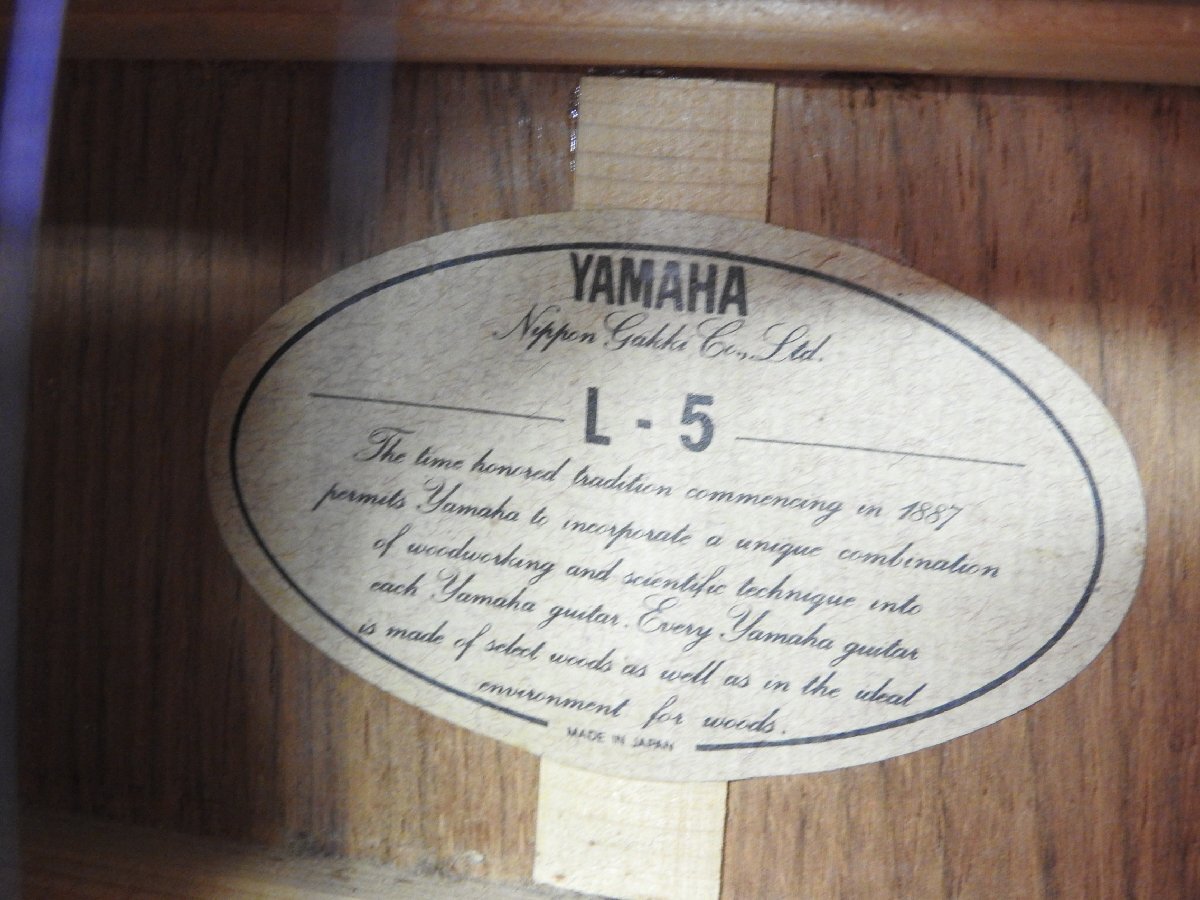 YAMAHA
Nippon Gakki Co., Ltd.
L - 5
The time honored tradition commencing in 1887
permits Yamaha to incorporate a unique combination
of woodworking and scientific technique into
each Yamaha guitar. Every Yamaha guitar
is made of select woods as well as in the ideal
environment for woods.
MADE IN JAPAN